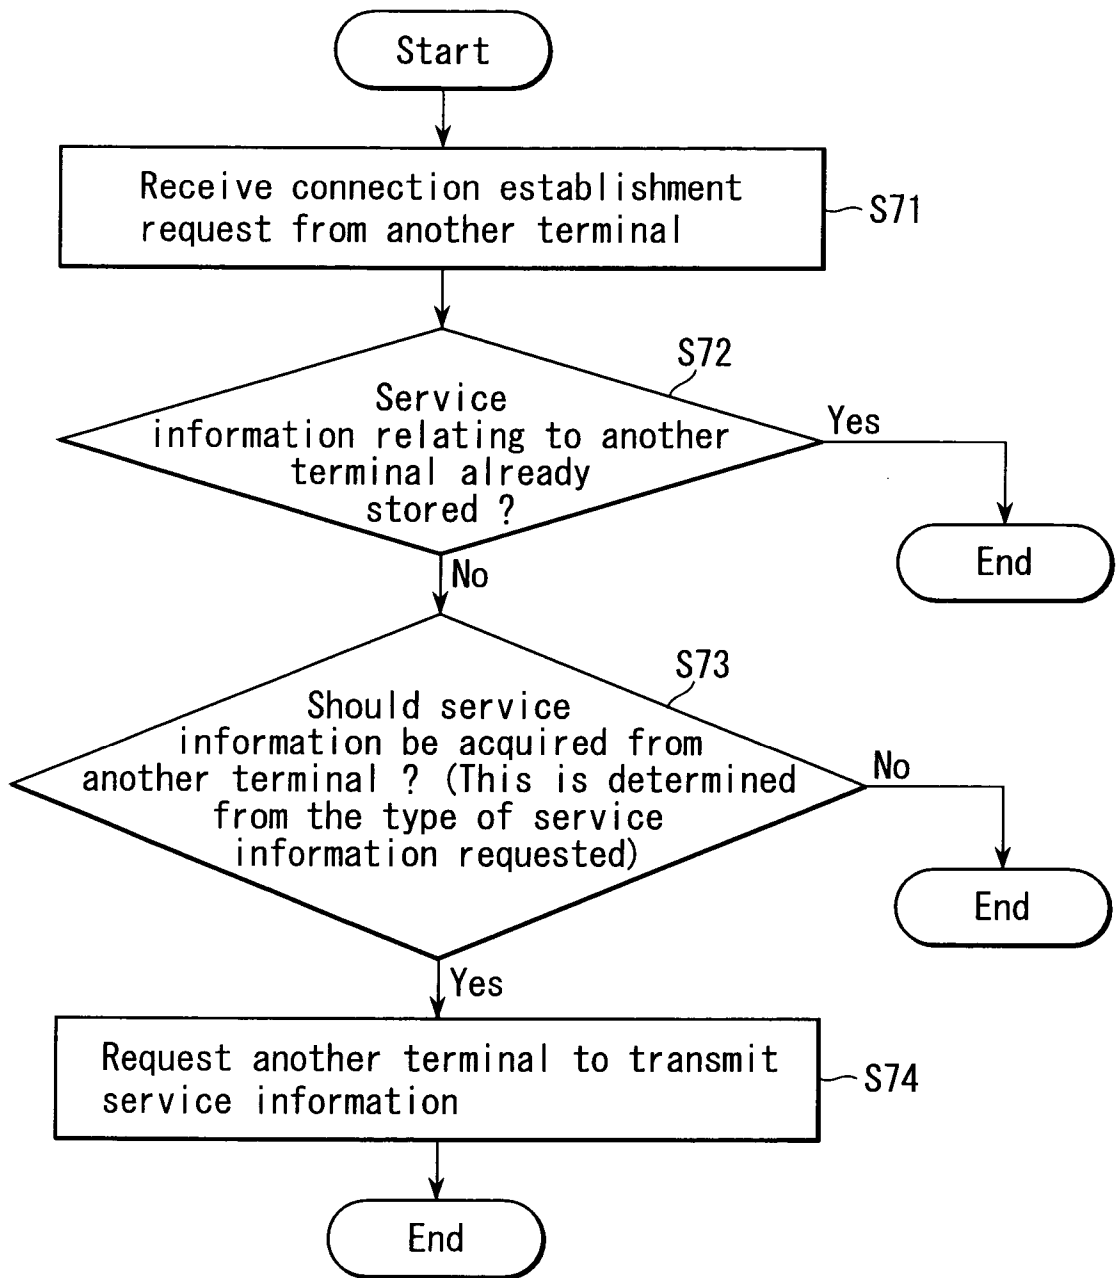 Start
Receive connection establishment
request from another terminal
S71
S72
Service
information relating to another
terminal already
stored ?
Yes
End
No
S73
Should service
information be acquired from
another terminal ? (This is determined
from the type of service
information requested)
No
End
Yes
Request another terminal to transmit
service information
S74
End